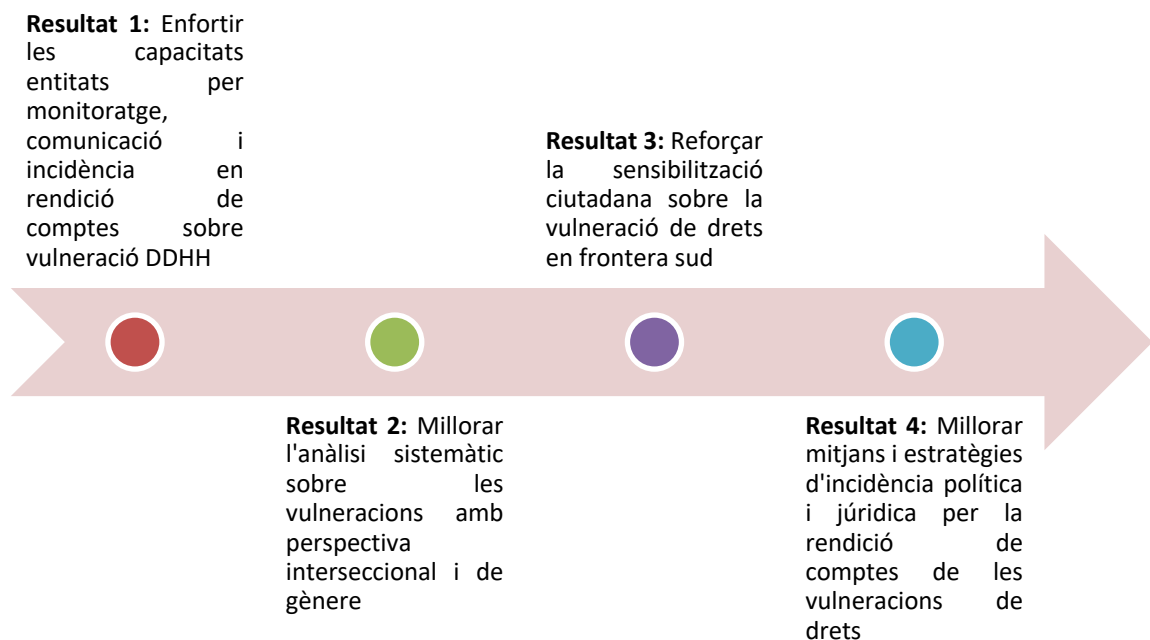 Resultat 1: Enfortir
les capacitats
entitats per
monitoratge,
comunicació i
incidència en
rendició de
comptes sobre
vulneració DDHH
Resultat 2: Millorar
l'anàlisi sistemàtic
sobre les
vulneracions amb
perspectiva
interseccional i de
gènere
Resultat 3: Reforçar
la sensibilització
ciutadana sobre la
vulneració de drets
en frontera sud
Resultat 4: Millorar
mitjans i estratègies
d'incidència política
i júridica per la
rendició de
comptes de les
vulneracions de
drets